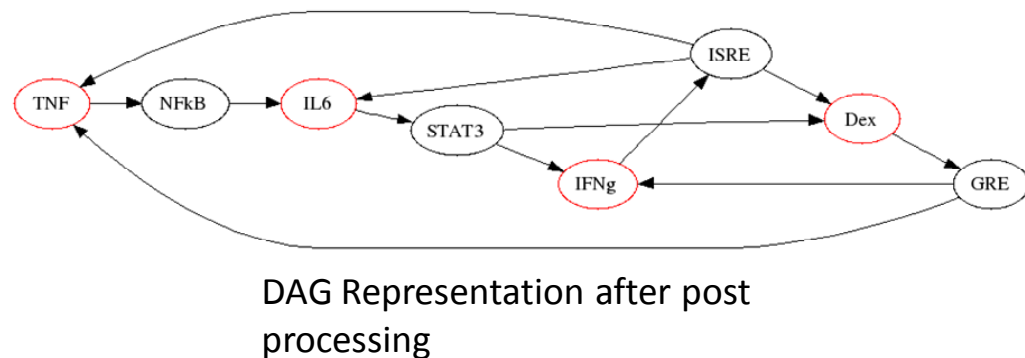 ISRE
TNF
NFkB
IL6
Dex
STAT3
IFNg
GRE
DAG Representation after post
processing